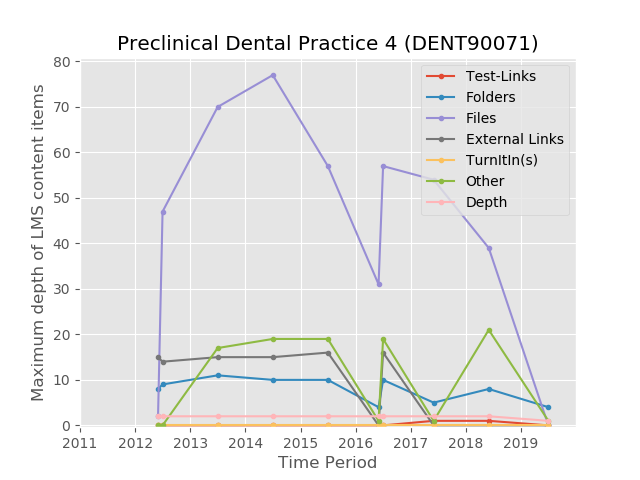 Preclinical Dental Practice 4 (DENT90071)
Maximum depth of LMS content items
80
70
60
50
40
30
20
10
0
Test-Links
Folders
Files
External Links
TurnItIn(s)
Other
Depth
2011 2012 2013 2014 2015 2016 2017 2018 2019
Time Period